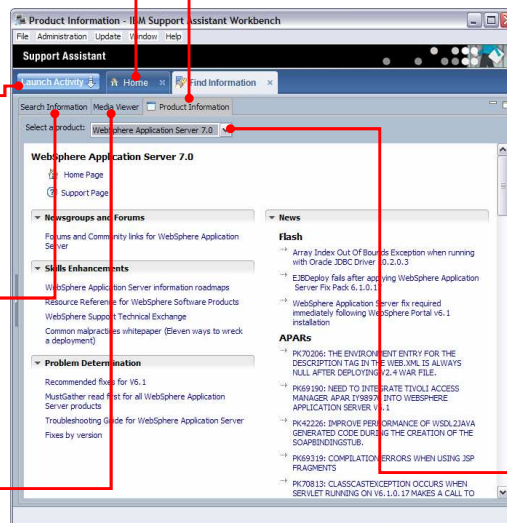 Product Information - IBM Support Assistant Workbench
File Administration Update Window Help
Support Assistant
Launch Activity Home Find Information
Search Information Media Viewer Product Information
Select a product: WebSphere Application Server 7.0
WebSphere Application Server 7.0
Home Page
Support Page
Newsgroups and Forums
Forums and Community links for WebSphere Application
Server
Skills Enhancements
WebSphere Application Server information roadmaps
Resource Reference for WebSphere Software Products
WebSphere Support Technical Exchange
Common malpractices whitepaper (Eleven ways to wreck
a deployment)
Problem Determination
Recommended fixes for V6.1
MustGather read first for all WebSphere Application
Server products
Troubleshooting Guide for WebSphere Application Server
Fixes by version
News
Flash
Array Index Out Of Bounds Exception when running
with Oracle JDBC Driver 10.2.0.3
EJBDeploy fails after applying WebSphere Application
Server Fix Pack 6.1.0.1
WebSphere Application Server fix required
immediately following WebSphere Portal v6.1
installation
APARs
PK70206: THE ENVIRONMENT ENTRY FOR THE
DESCRIPTION TAG IN THE WEB.XML IS ALWAYS
NULL AFTER DEPLOYING V2.4 WAR FILE.
PK69190: NEED TO INTEGRATE TIVOLI ACCESS
MANAGER APAR IY98976 INTO WEBSPHERE
APPLICATION SERVER V6.1
PK42226: IMPROVE PERFORMANCE OF WSDL2JAVA
GENERATED CODE DURING THE CREATION OF THE
SOAPBINDINGSTUB.
PK69319: COMPILATION ERRORS WHEN USING JSP
FRAGMENTS
PK70813: CLASSCASTEXCEPTION OCCURS WHEN
SERVLET RUNNING ON V6.1.0.17 MAKES A CALL TO